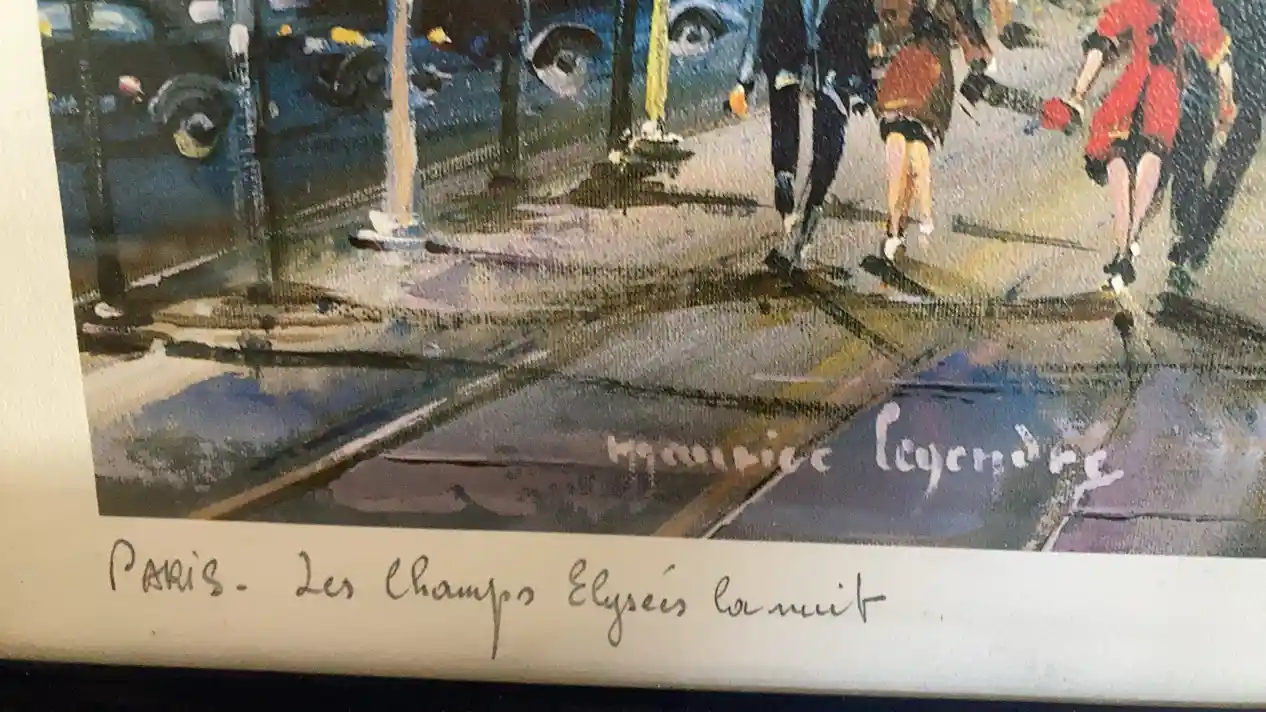 maurice legendre
PARIS - Les Champs Elysées la nuit